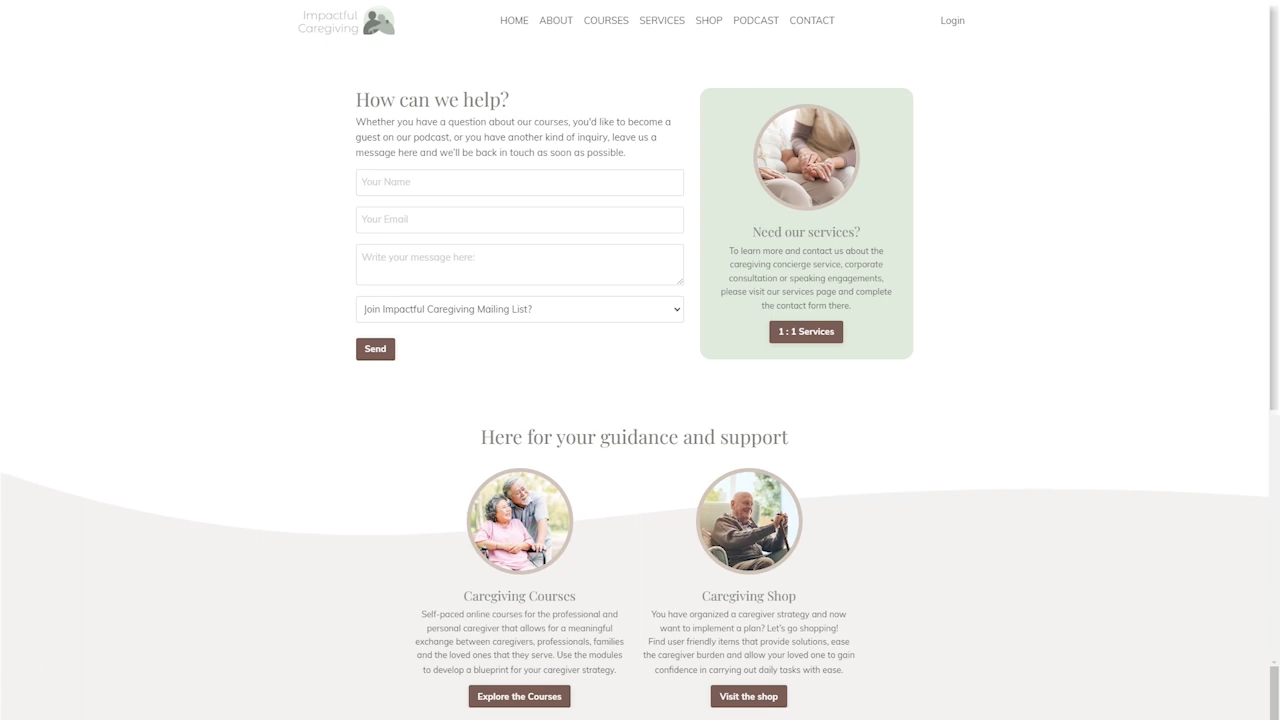 Impactful
Caregiving
HOME ABOUT COURSES SERVICES SHOP PODCAST CONTACT
Login
How can we help?
Whether you have a question about our courses, you'd like to become a
guest on our podcast, or you have another kind of inquiry, leave us a
message here and we'll be back in touch as soon as possible.
Your Name
Your Email
Write your message here:
Join Impactful Caregiving Mailing List?
Send
Need our services?
To learn more and contact us about the
caregiving concierge service, corporate
consultation or speaking engagements,
please visit our services page and complete
the contact form there.
1 : 1 Services
Here for your guidance and support
Caregiving Courses
Self-paced online courses for the professional and
personal caregiver that allows for a meaningful
exchange between caregivers, professionals, families
and the loved ones that they serve. Use the modules
to develop a blueprint for your caregiver strategy.
Explore the Courses
Caregiving Shop
You have organized a caregiver strategy and now
want to implement a plan? Let's go shopping!
Find user friendly items that provide solutions, ease
the caregiver burden and allow your loved one to gain
confidence in carrying out daily tasks with ease.
Visit the shop